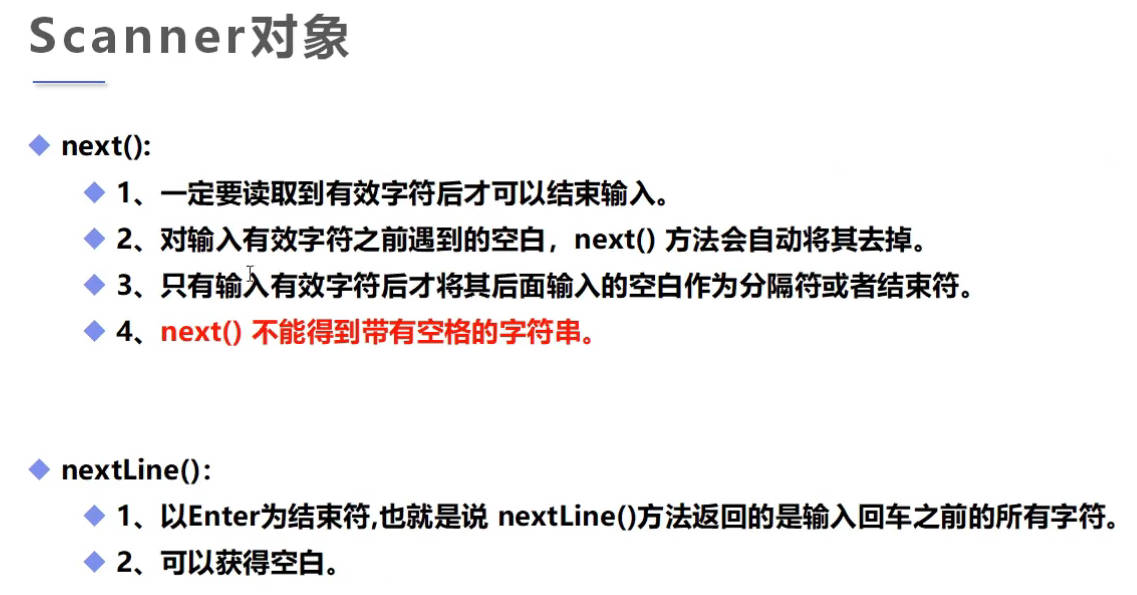 Scanner对象
next():
1、一定要读取到有效字符后才可以结束输入。
2、对输入有效字符之前遇到的空白，next() 方法会自动将其去掉。
3、只有输入有效字符后才将其后面输入的空白作为分隔符或者结束符。
4、next() 不能得到带有空格的字符串。
nextLine():
1、以Enter为结束符,也就是说 nextLine()方法返回的是输入回车之前的所有字符。
2、可以获得空白。